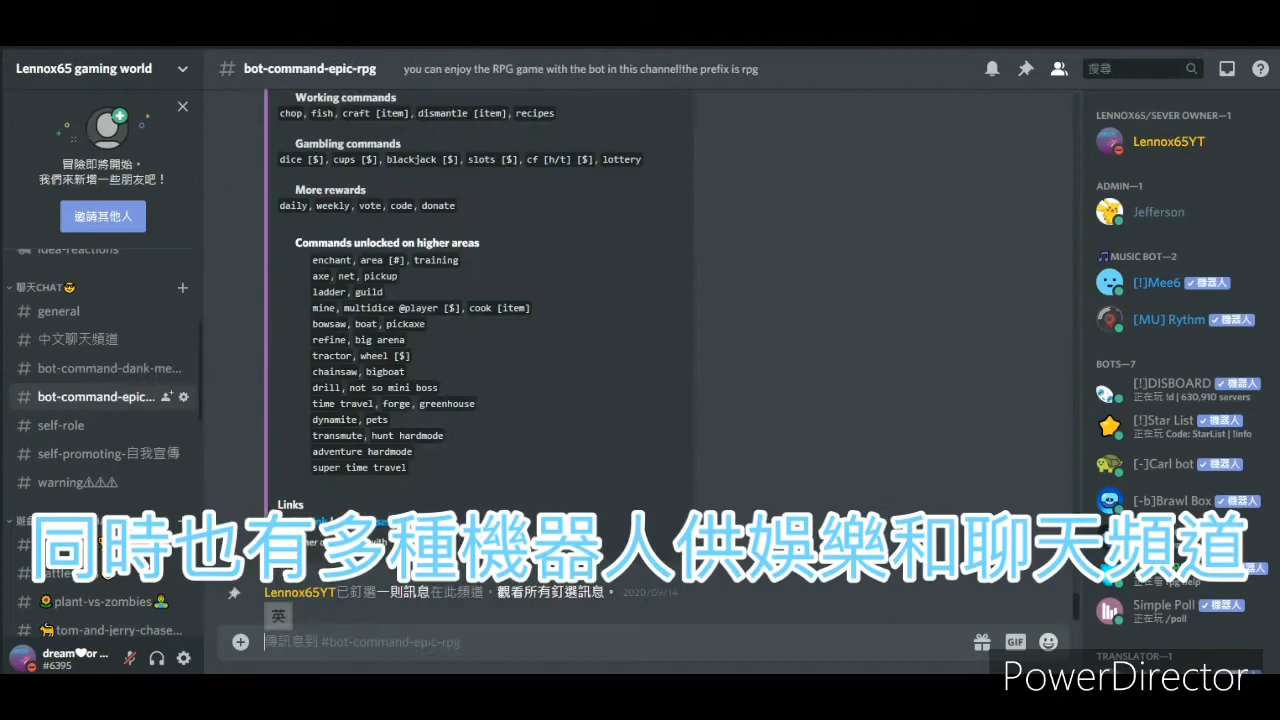 Lennox65 gaming world
bot-command-epic-rpg
you can enjoy the RPG game with the bot in this channel!the prefix is rpg
搜尋
冒險即將開始。
我們來新增一些朋友吧！
邀請其他人
idea-reactions
聊天CHAT😎
general
中文聊天頻道
bot-command-dank-me...
bot-command-epic...
self-role
self-promoting-自我宣傳
warning⚠⚠⚠
🌻plant-vs-zombies
tom-and-jerry-chase...
dream❤or ...
#6395
Working commands
chop, fish, craft [item], dismantle [item], recipes
Gambling commands
dice [$], cups [$], blackjack [$], slots [$], cf [h/t] [$], lottery
More rewards
daily, weekly, vote, code, donate
Commands unlocked on higher areas
enchant, area [#], training
axe, net, pickup
ladder, guild
mine, multidice @player [$], cook [item]
bowsaw, boat, pickaxe
refine, big arena
tractor, wheel [$]
chainsaw, bigboat
drill, not so mini boss
time travel, forge, greenhouse
dynamite, pets
transmute, hunt hardmode
adventure hardmode
super time travel
Links
同時也有多種機器人供娛樂和聊天頻道
Lennox65YT已釘選一則訊息在此頻道。觀看所有釘選訊息。 2020/09/14
英
傳訊息到 #bot-command-epic-rpg
GIF
LENNOX65/SEVER OWNER—1
Lennox65YT
ADMIN—1
Jefferson
🎵MUSIC BOT—2
[!]Mee6 ✓機器人
[MU] Rythm ✓機器人
BOTS—7
[!]DISBOARD ✓機器人
正在玩 !d | 630,910 servers
[!]Star List ✓機器人
正在玩 Code: StarList | !info
[-]Carl bot ✓機器人
[-b]Brawl Box ✓機器人
正在看 rpg help
Simple Poll ✓機器人
正在玩 /poll
TRANSLATOR—1
PowerDirector